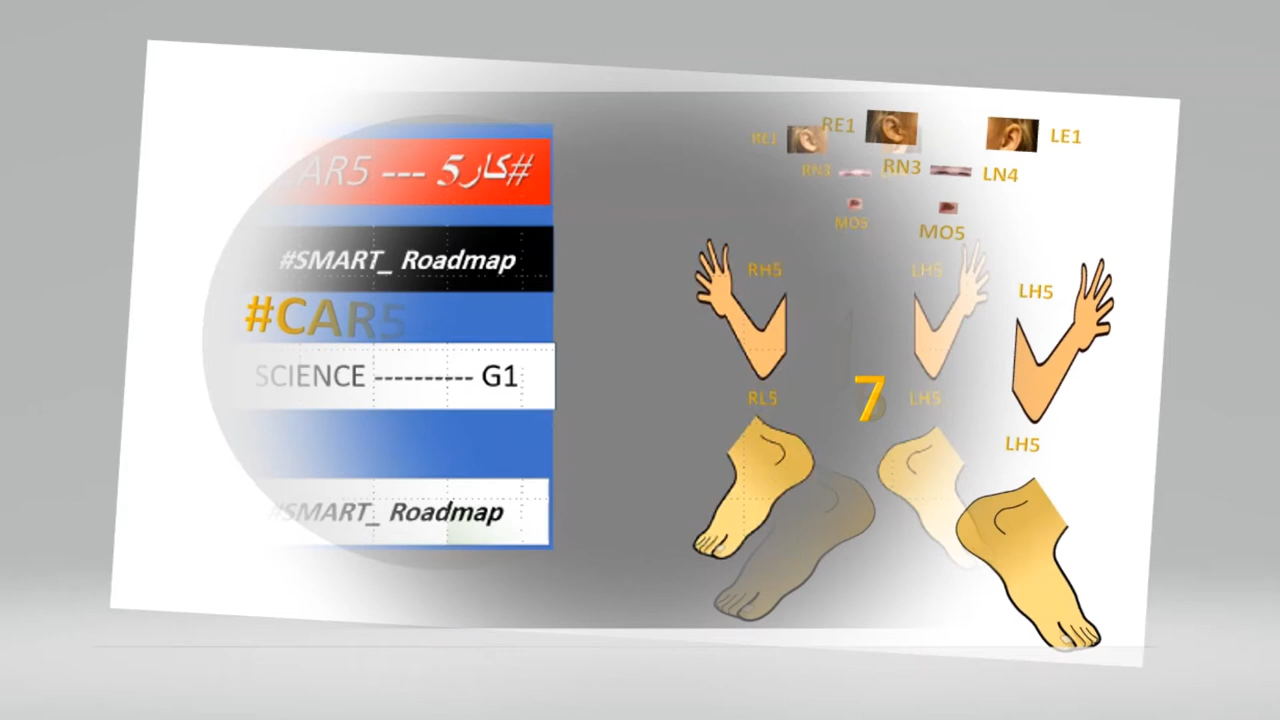 CAR5 --- 5كار#
#SMART_ Roadmap
#CAR5
SCIENCE ---------- G1
#SMART_ Roadmap
RE1 RE1 LE1
RN3 RN3 LN4
MO5 MO5
RH5 LH5 LH5
7
RL5 LH5 LH5